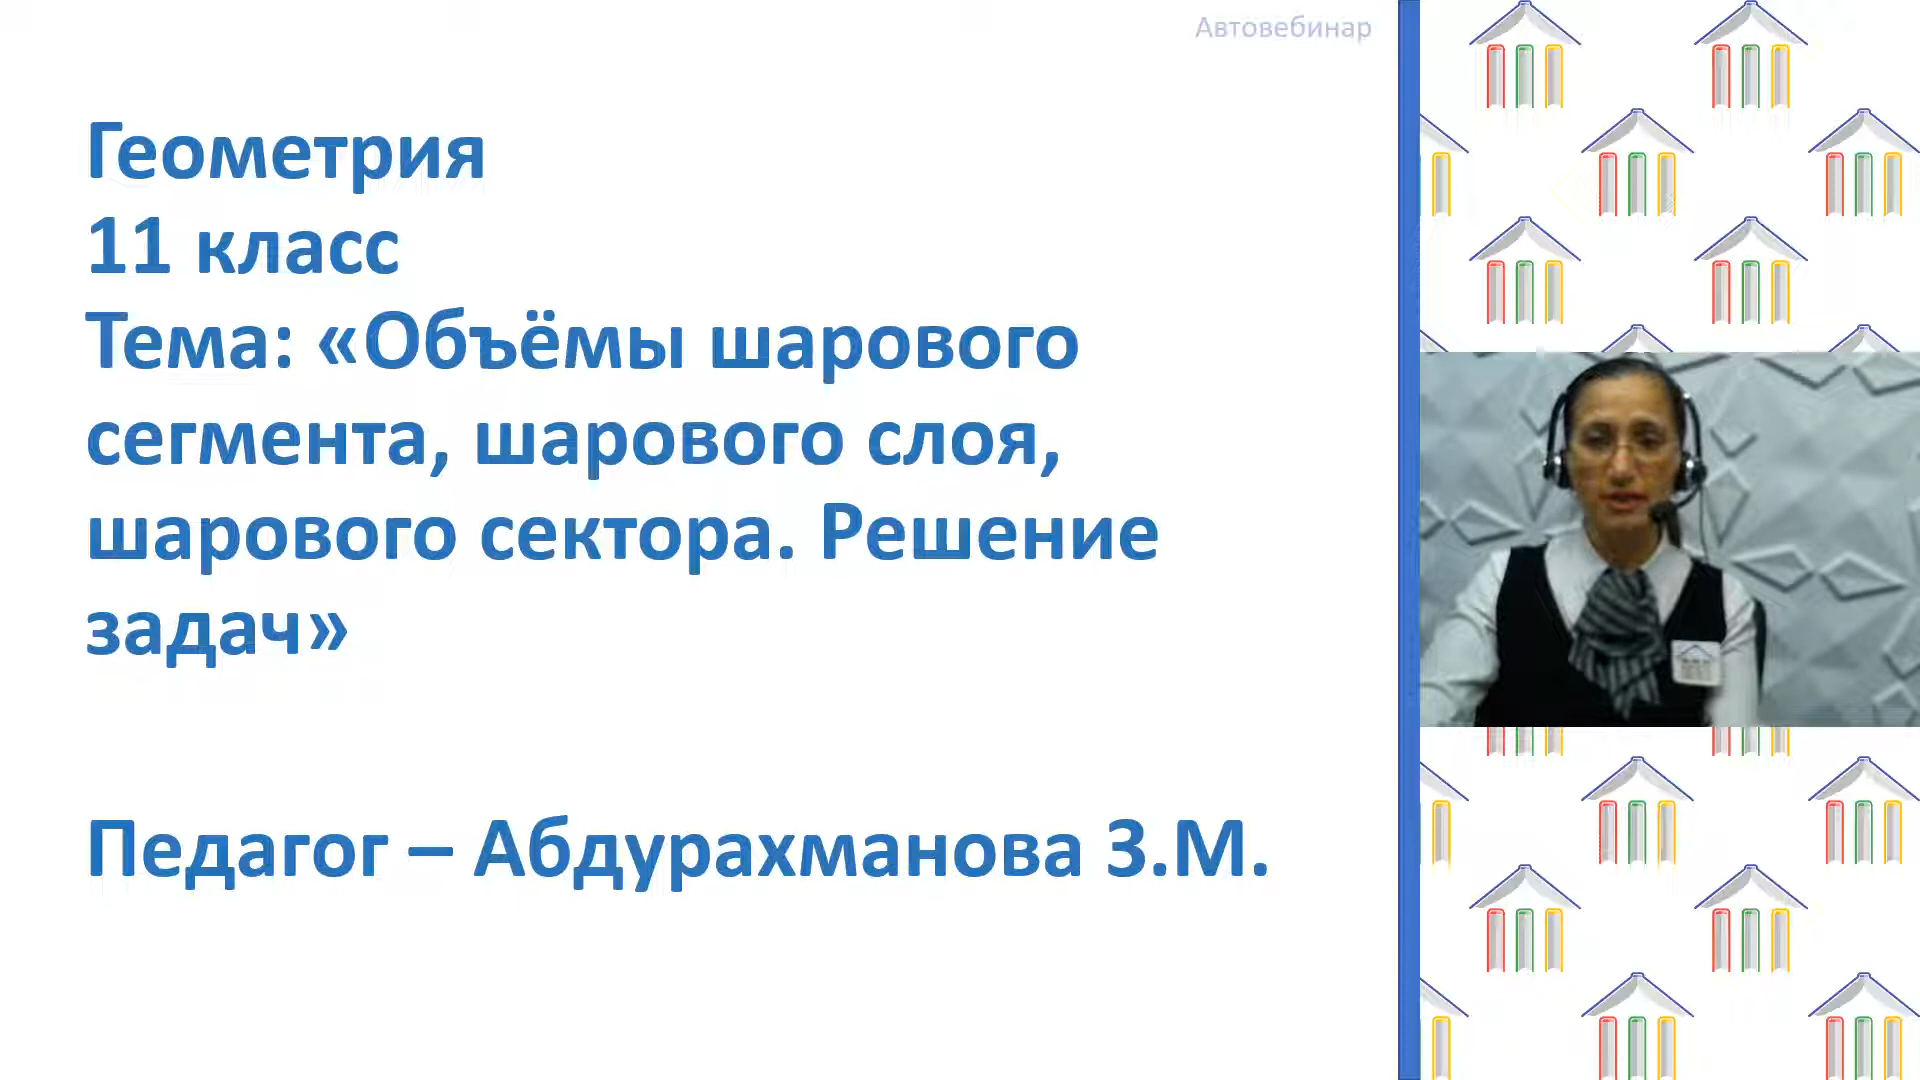 Автовебинар
Геометрия
11 класс
Тема: «Объёмы шарового
сегмента, шарового слоя,
шарового сектора. Решение
задач»
Педагог – Абдурахманова З.М.